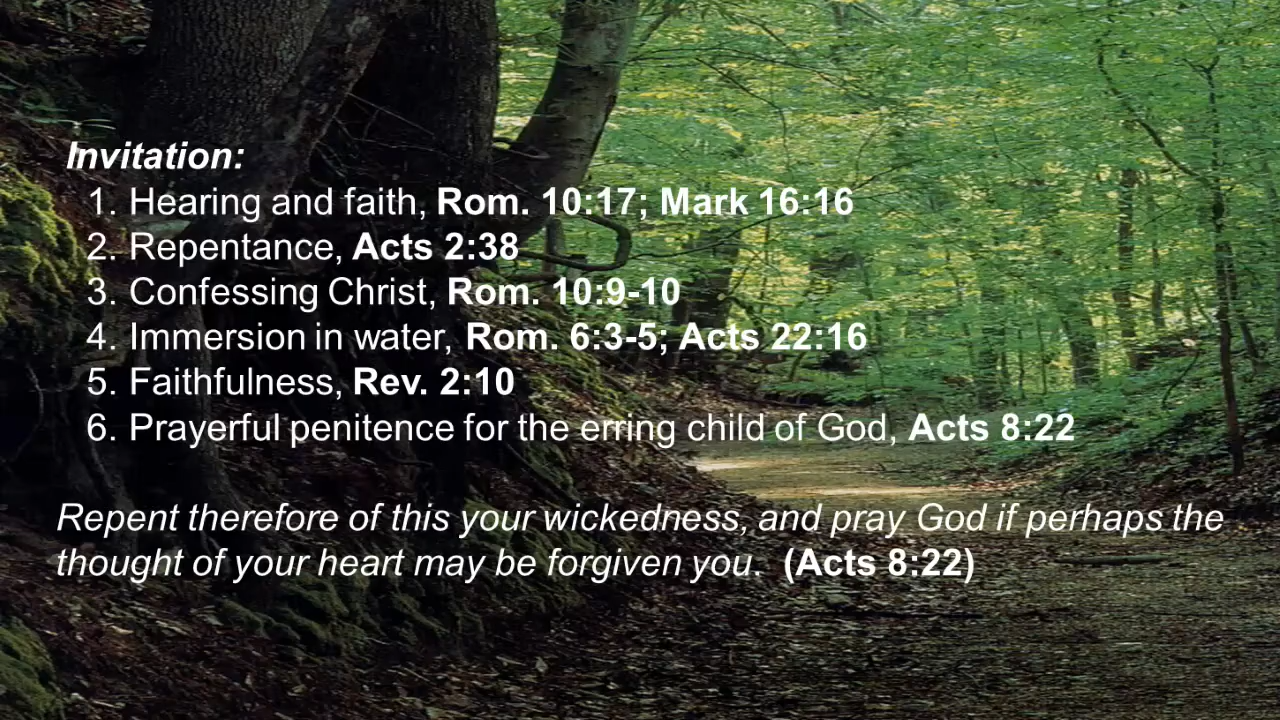 Invitation:
1. Hearing and faith, Rom. 10:17; Mark 16:16
2. Repentance, Acts 2:38
3. Confessing Christ, Rom. 10:9-10
4. Immersion in water, Rom. 6:3-5; Acts 22:16
5. Faithfulness, Rev. 2:10
6. Prayerful penitence for the erring child of God, Acts 8:22
Repent therefore of this your wickedness, and pray God if perhaps the
thought of your heart may be forgiven you. (Acts 8:22)